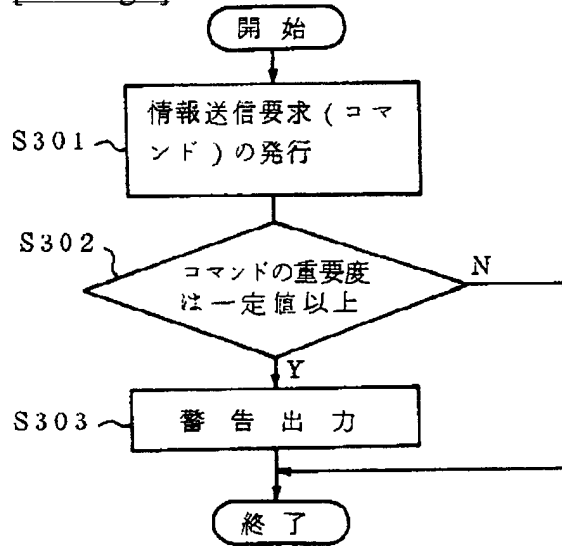 開始
S301
情報送信要求(コマ
ンド)の発行
S302
コマンドの重要度
は一定値以上
N
Y
S303
警告出力
終了